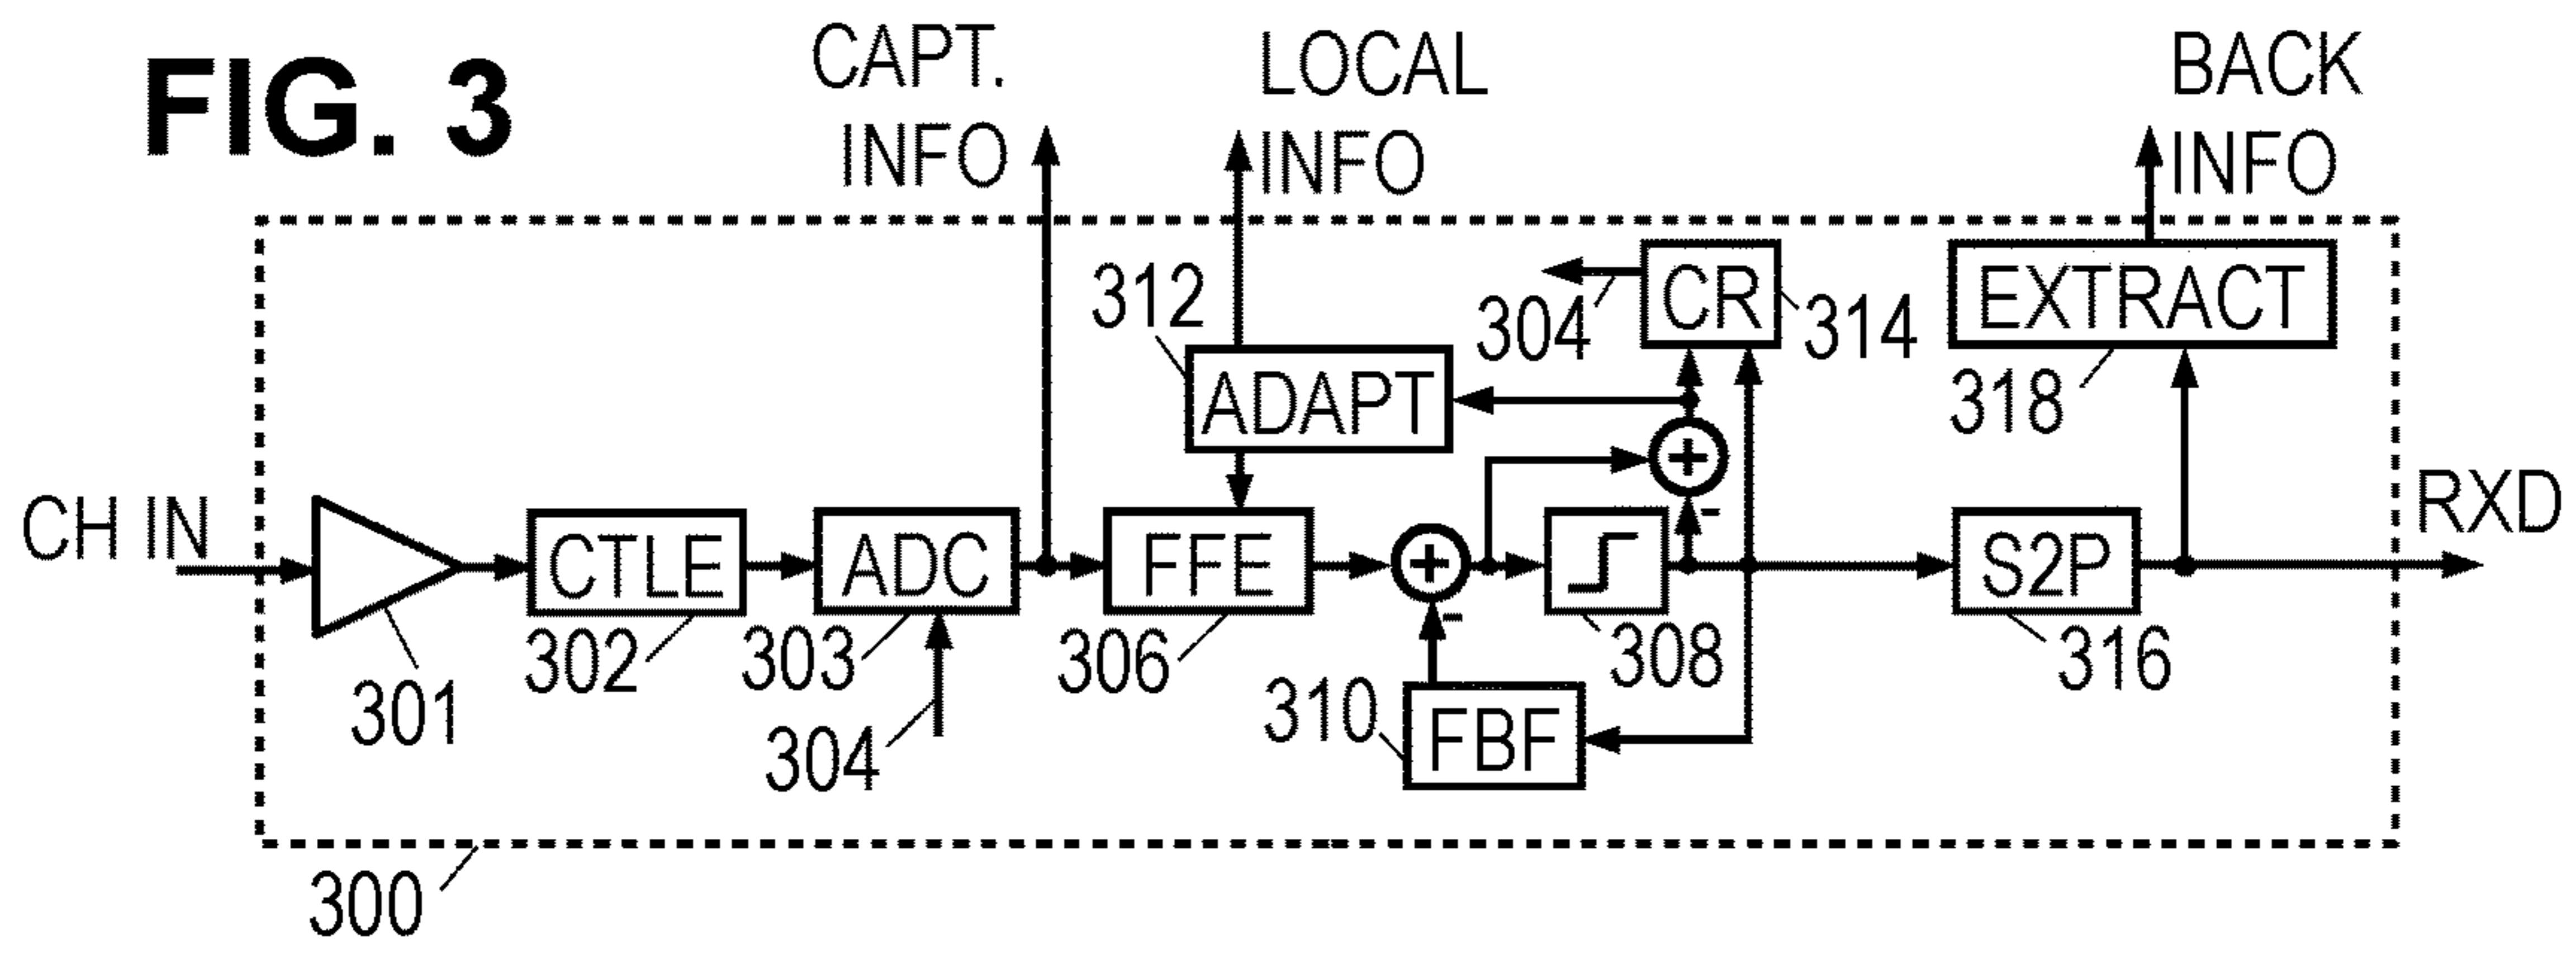 FIG. 3
CAPT.
INFO
LOCAL
INFO
BACK
INFO
312
304
CR
314
EXTRACT
318
ADAPT
+
-
CH IN
301
CTLE
302
ADC
303
304
FFE
306
+
-
308
FBF
310
S2P
316
RXD
300